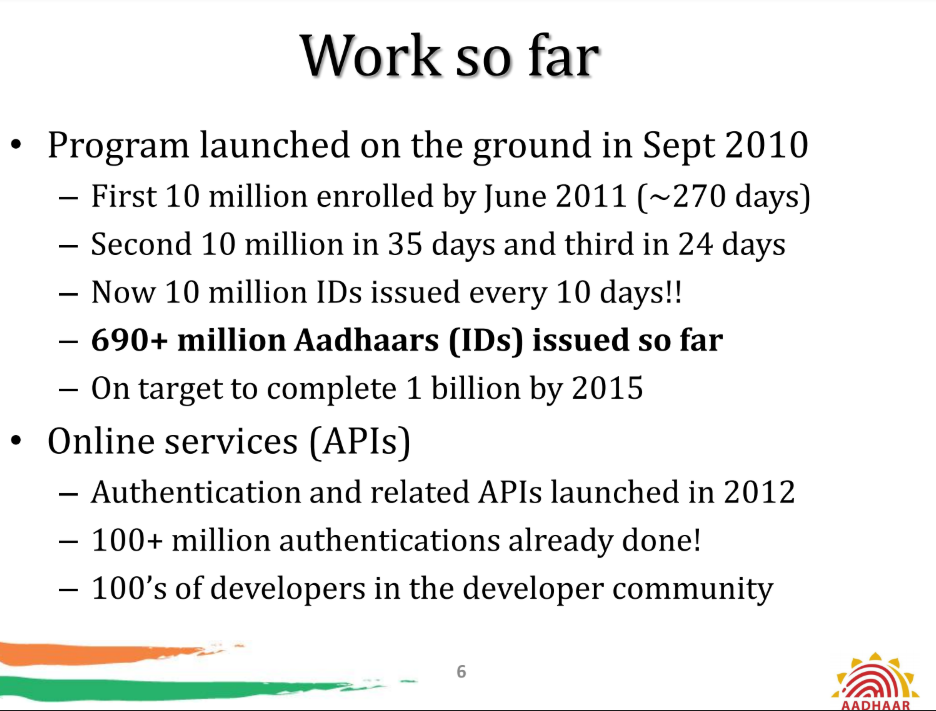 Work so far
• Program launched on the ground in Sept 2010
– First 10 million enrolled by June 2011 (~270 days)
– Second 10 million in 35 days and third in 24 days
– Now 10 million IDs issued every 10 days!!
– 690+ million Aadhaars (IDs) issued so far
– On target to complete 1 billion by 2015
• Online services (APIs)
– Authentication and related APIs launched in 2012
– 100+ million authentications already done!
– 100’s of developers in the developer community
6
AADHAAR